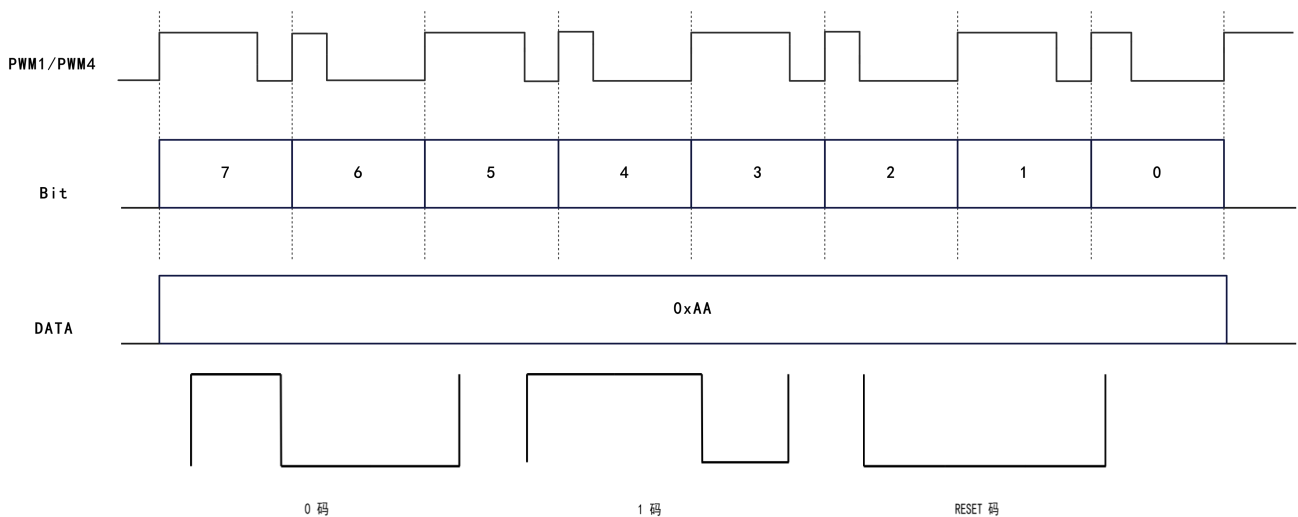 PWM1/PWM4
Bit
7 6 5 4 3 2 1 0
DATA
0xAA
0 码
1 码
RESET 码